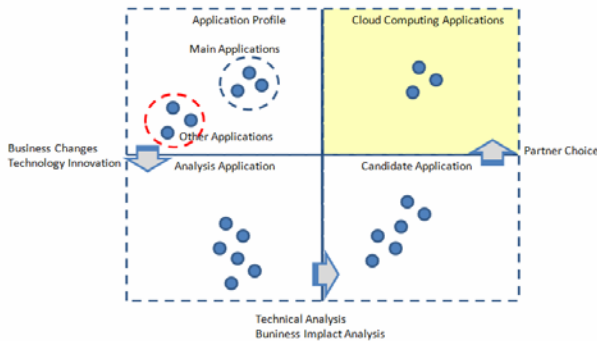 Application Profile
Cloud Computing Applications
Main Applications
Other Applications
Business Changes
Technology Innovation
Partner Choice
Analysis Application
Candidate Application
Technical Analysis
Buniness Implact Analysis